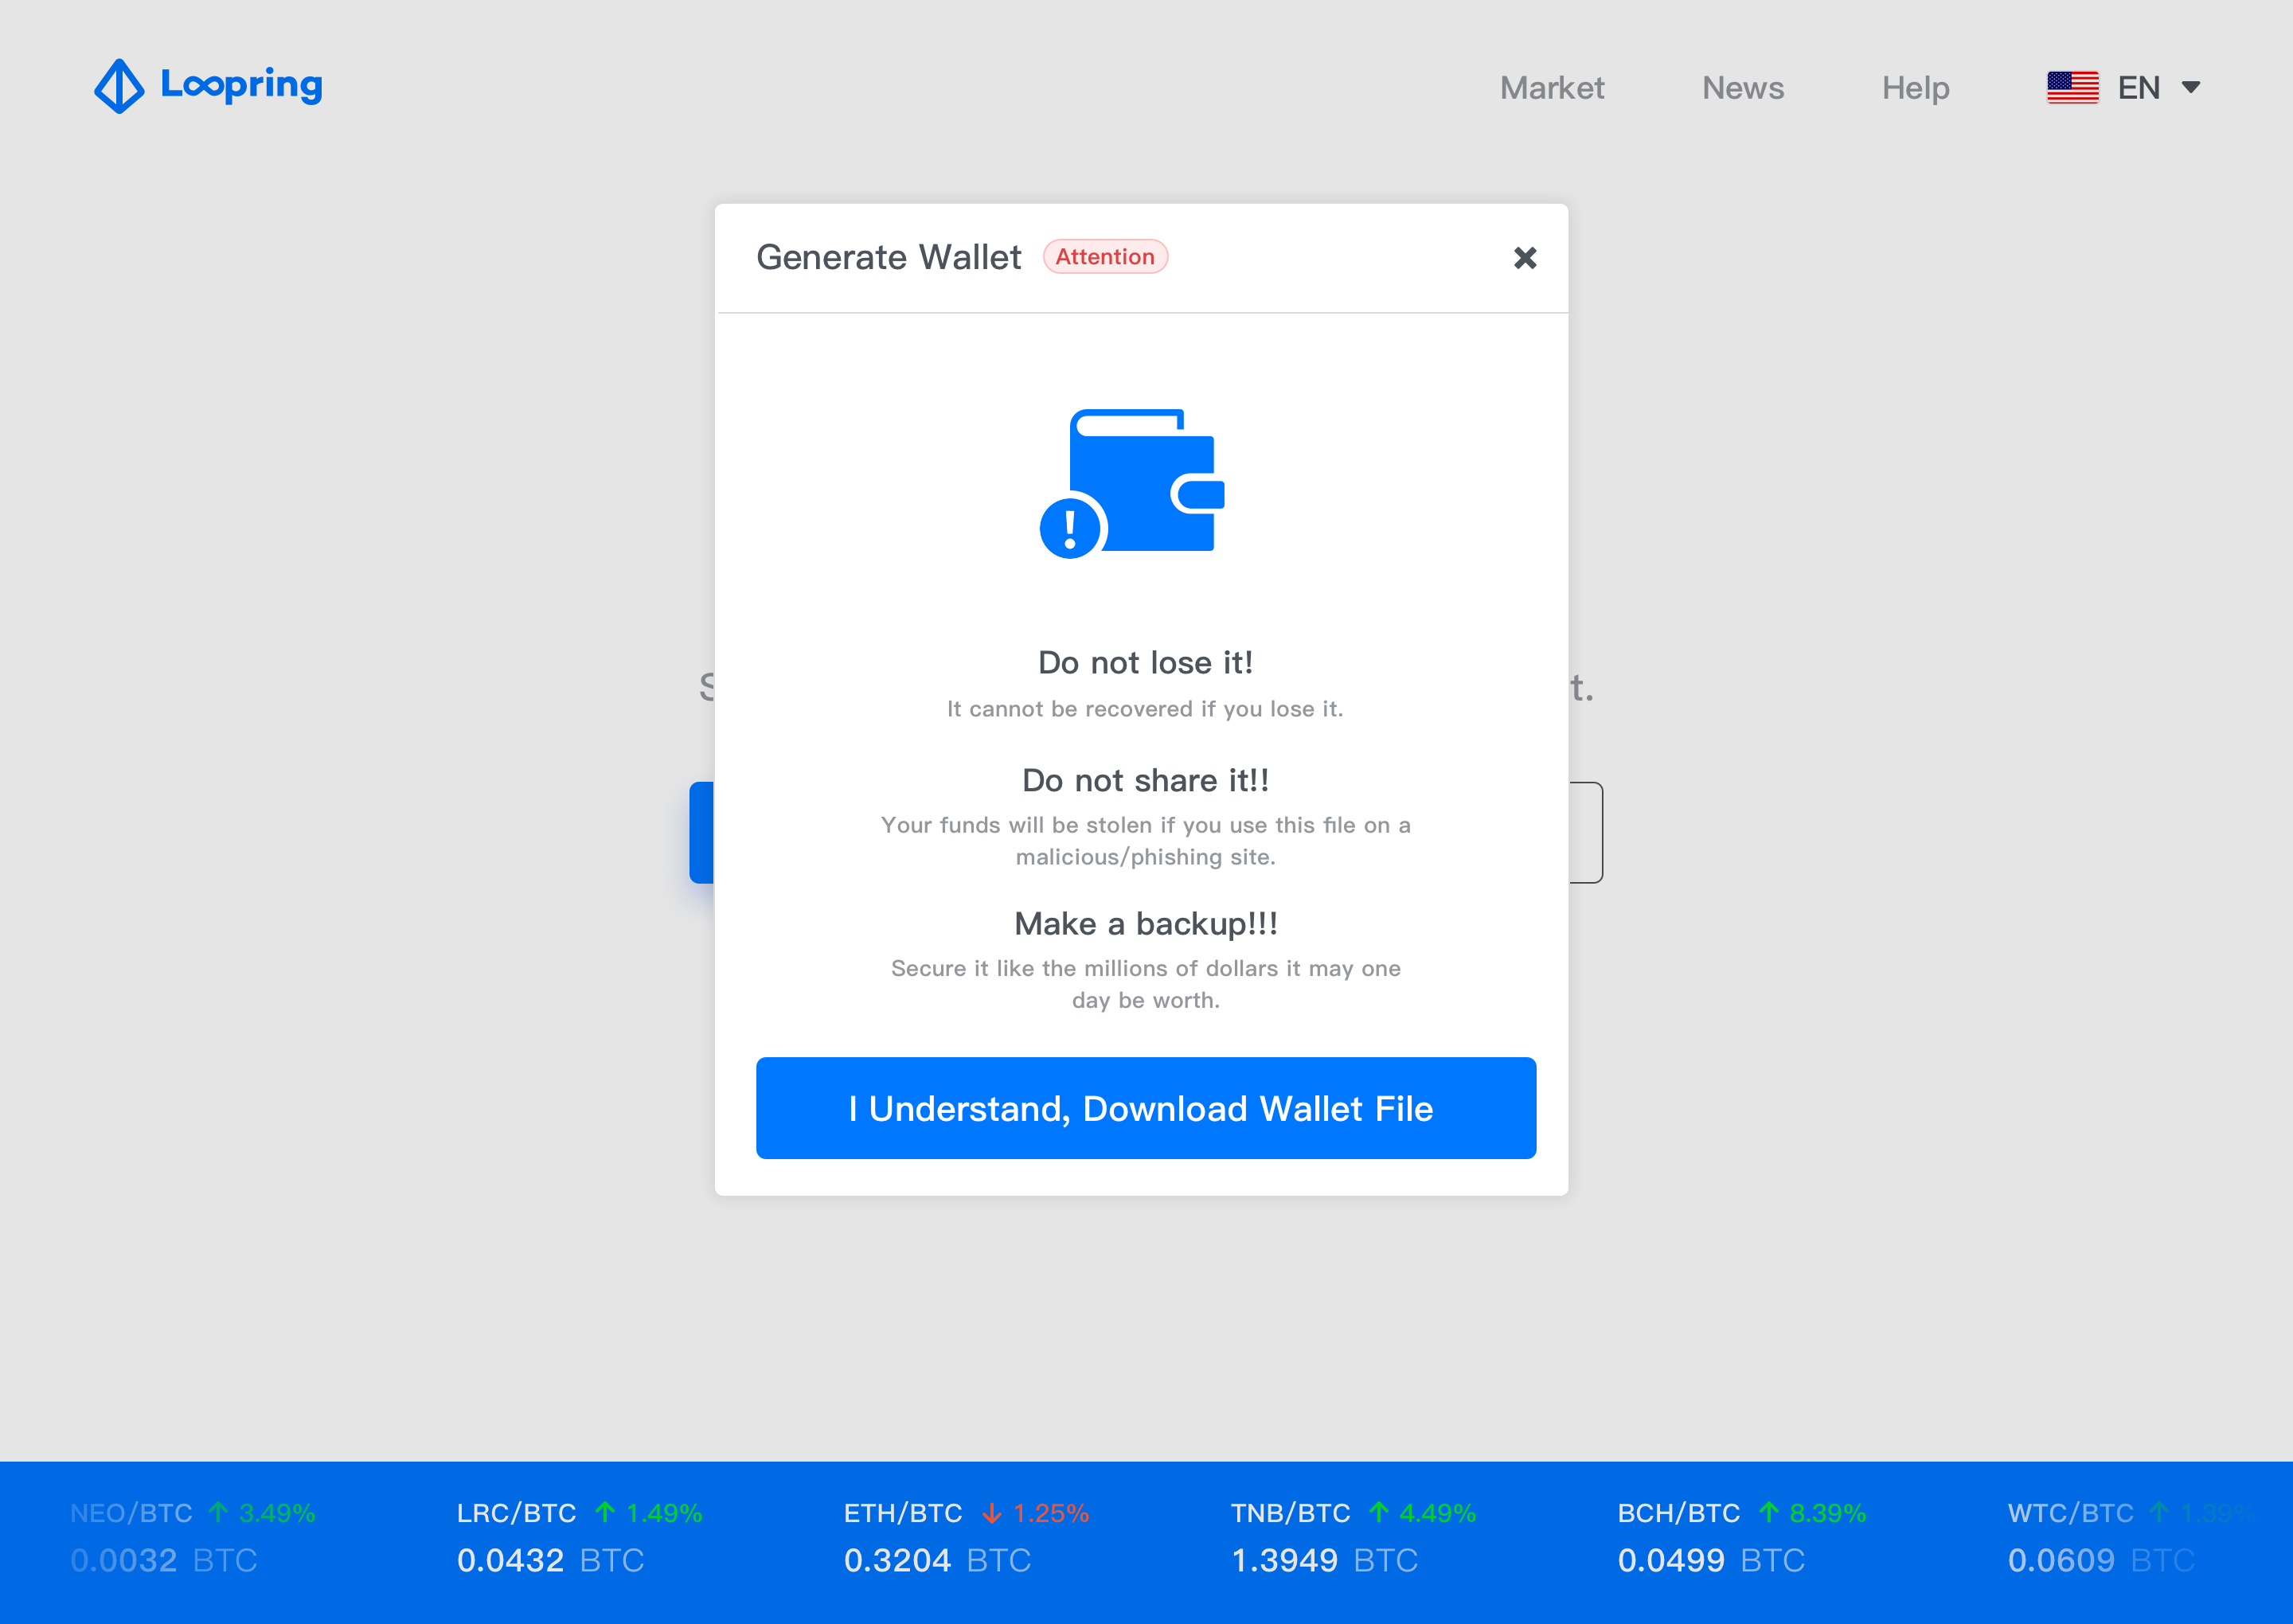 Loopring
Market News Help EN
Generate Wallet Attention
Do not lose it!
It cannot be recovered if you lose it.
Do not share it!!
Your funds will be stolen if you use this file on a
malicious/phishing site.
Make a backup!!!
Secure it like the millions of dollars it may one
day be worth.
I Understand, Download Wallet File
t.
NEO/BTC 3.49% LRC/BTC 1.49% ETH/BTC 1.25% TNB/BTC 4.49% BCH/BTC 8.39% WTC/BTC 1.39%
0.0032 BTC 0.0432 BTC 0.3204 BTC 1.3949 BTC 0.0499 BTC 0.0609 BTC